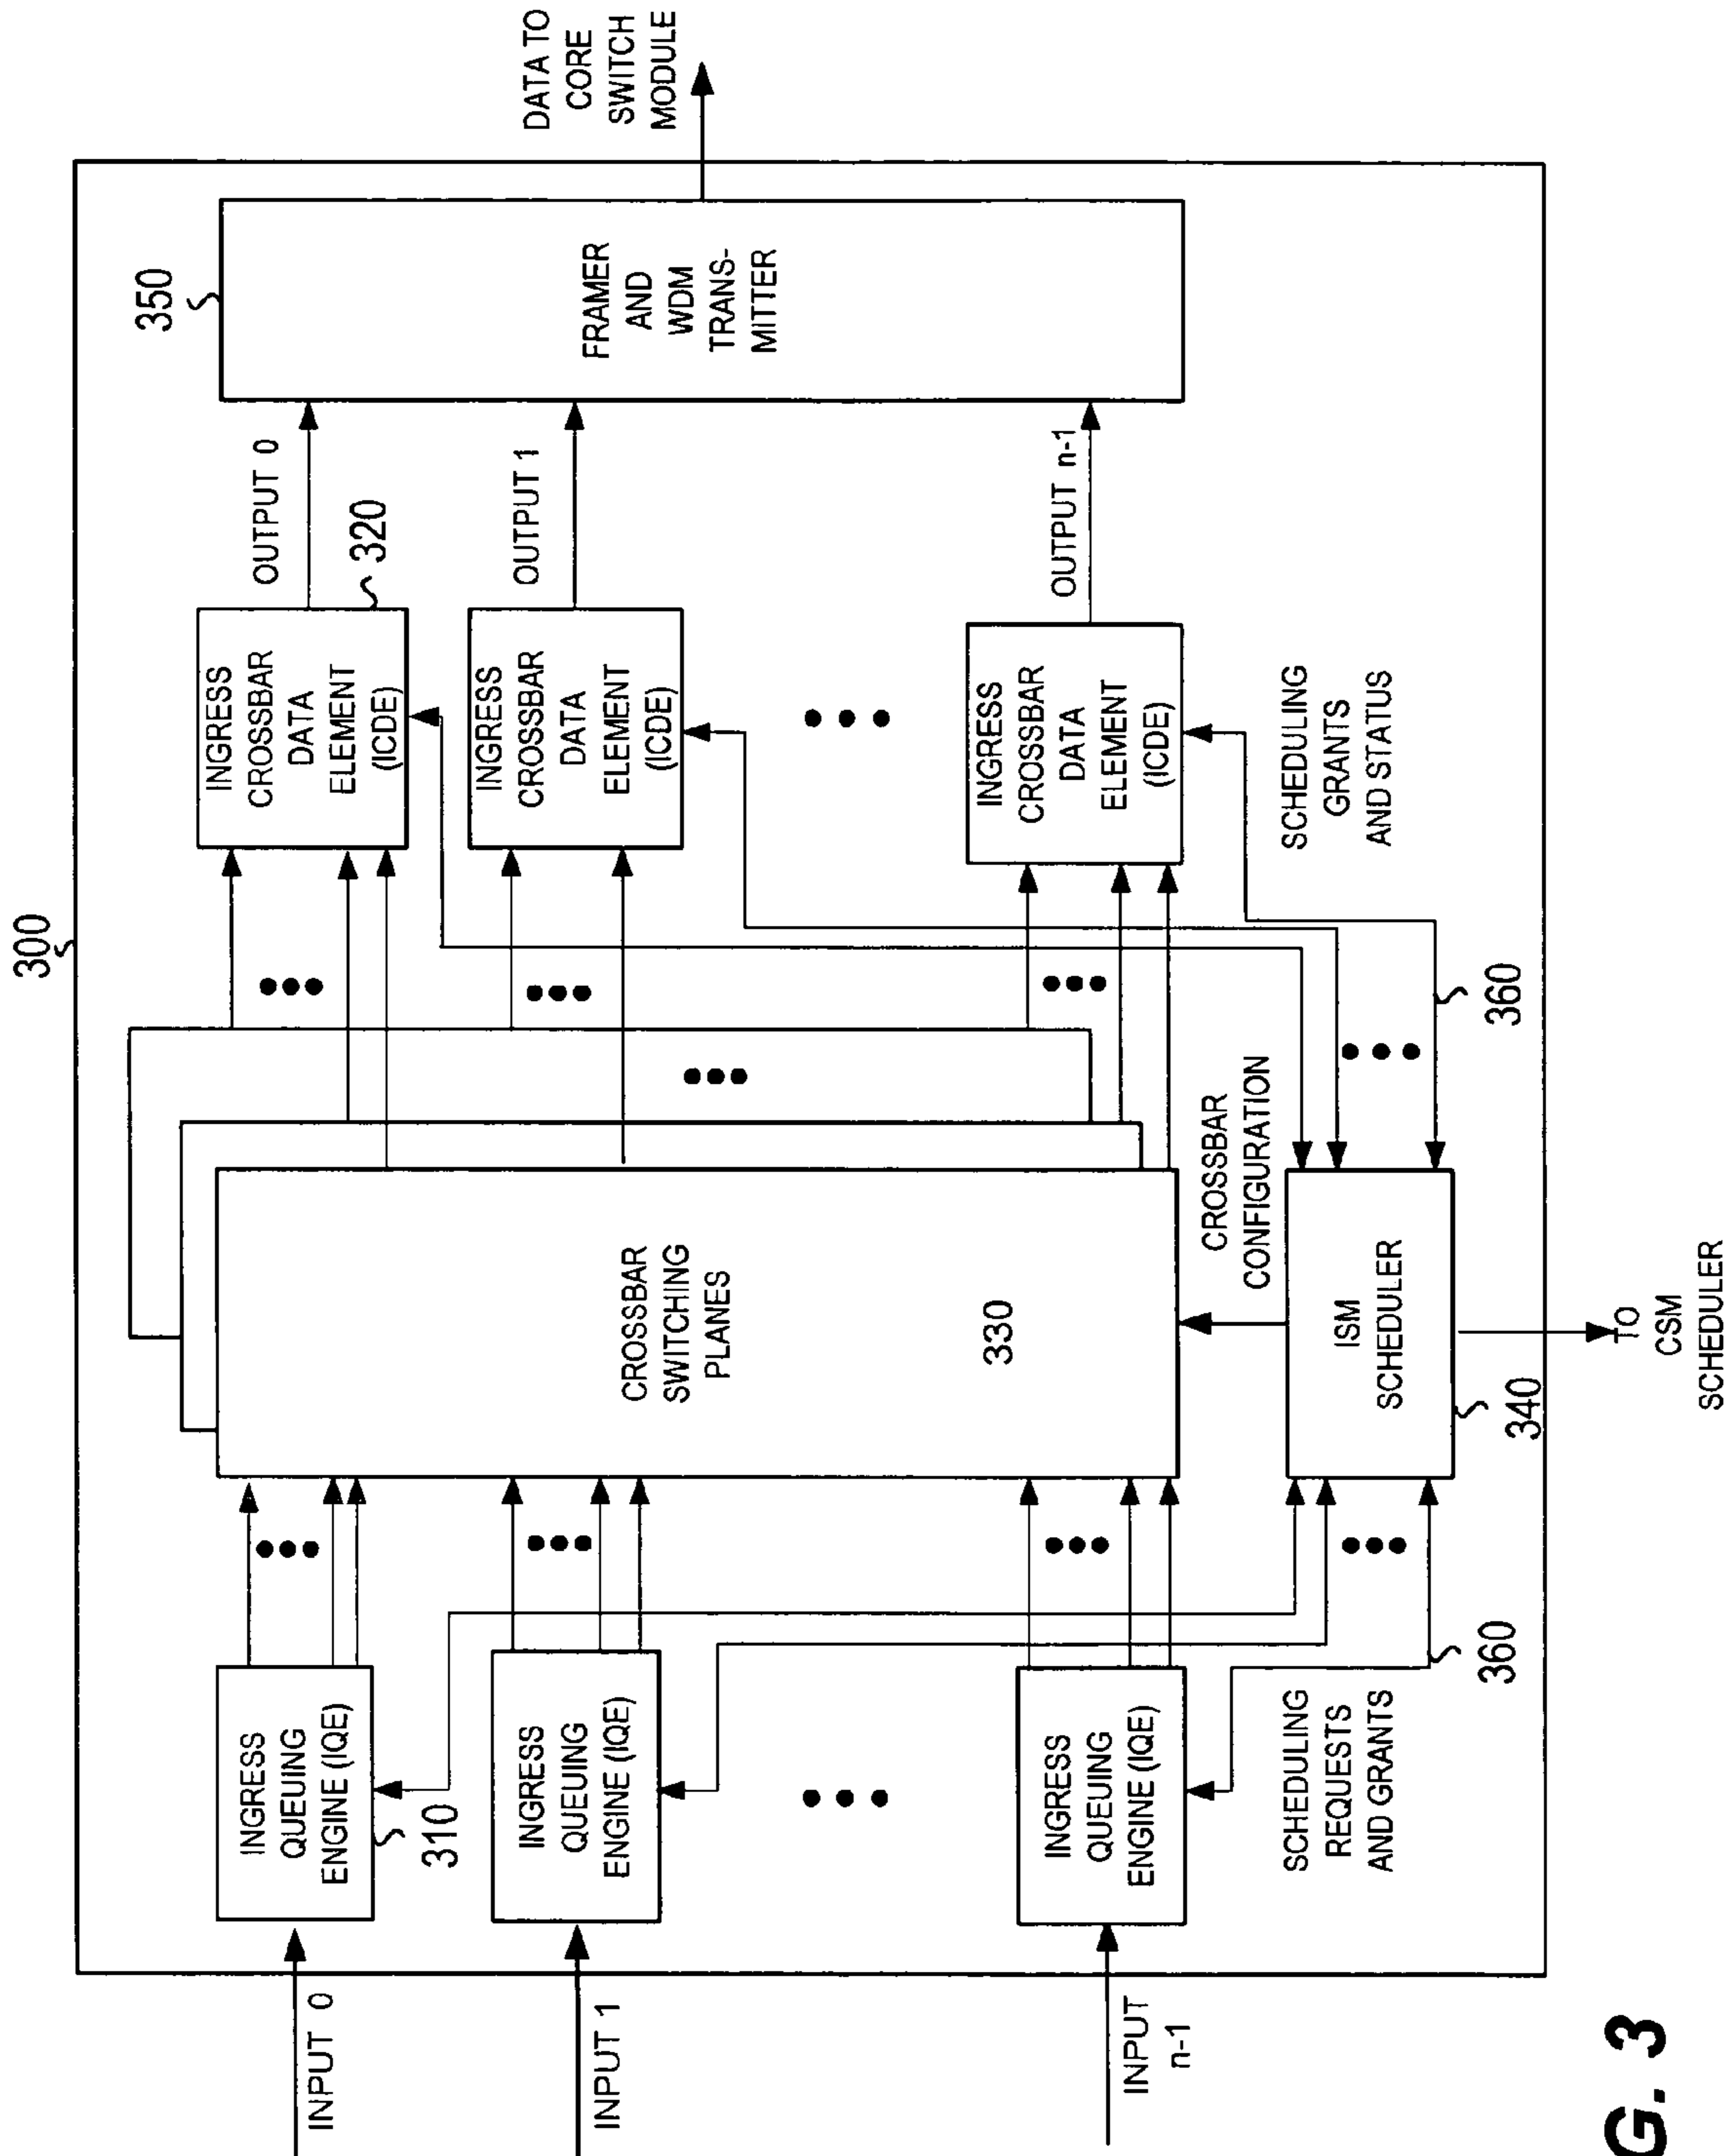 300
INPUT 0
INGRESS
QUEUING
ENGINE (IQE)
310
INPUT 1
INGRESS
QUEUING
ENGINE (IQE)
INPUT
n-1
INGRESS
QUEUING
ENGINE (IQE)
SCHEDULING
REQUESTS
AND GRANTS
360
CROSSBAR
SWITCHING
PLANES
330
CROSSBAR
CONFIGURATION
ISM
SCHEDULER
340
TO
CSM
SCHEDULER
INGRESS
CROSSBAR
DATA
ELEMENT
(ICDE)
320
OUTPUT 0
INGRESS
CROSSBAR
DATA
ELEMENT
(ICDE)
OUTPUT 1
INGRESS
CROSSBAR
DATA
ELEMENT
(ICDE)
OUTPUT n-1
SCHEDULING
GRANTS
AND STATUS
360
350
FRAMER
AND
WDM
TRANS-
MITTER
DATA TO
CORE
SWITCH
MODULE
G. 3